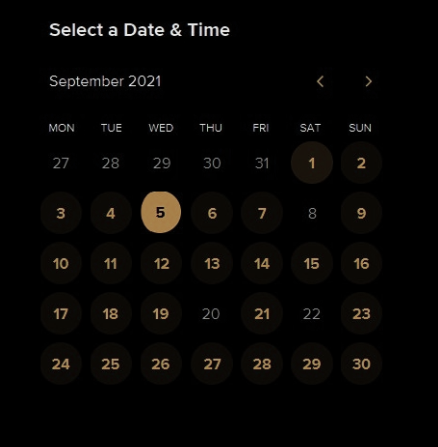 Select a Date & Time
September 2021
MON TUE WED THU FRI SAT SUN
27 28 29 30 31 1 2
3 4 5 6 7 8 9
10 11 12 13 14 15 16
17 18 19 20 21 22 23
24 25 26 27 28 29 30